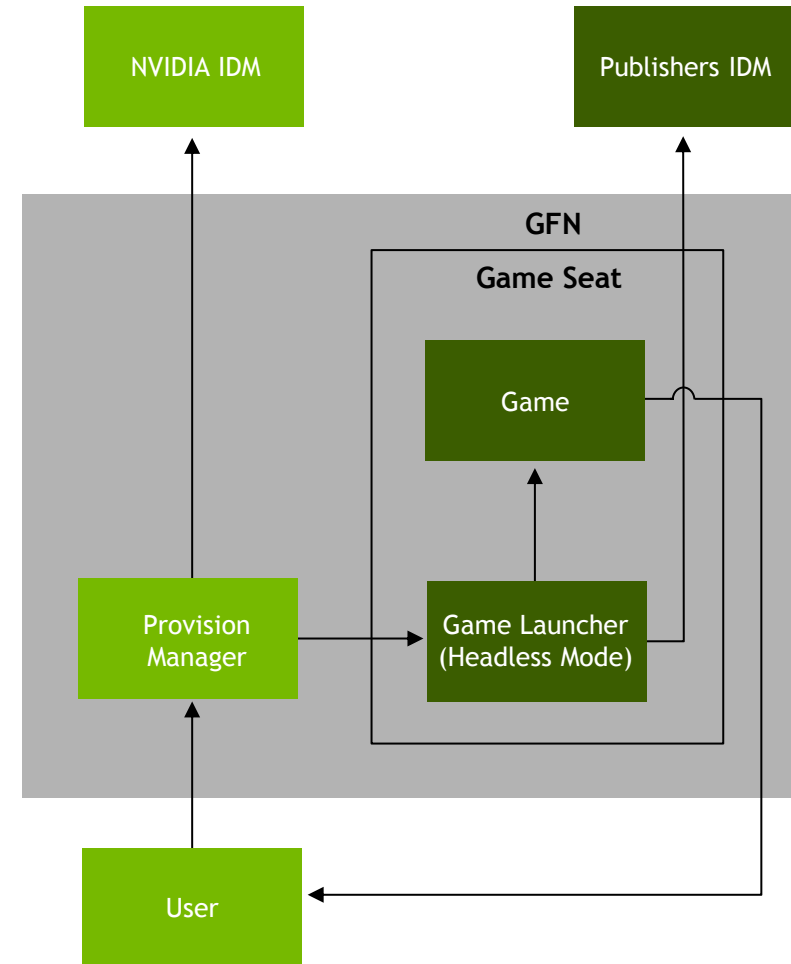 NVIDIA IDM
Publishers IDM
GFN
Game Seat
Game
Provision
Manager
Game Launcher
(Headless Mode)
User